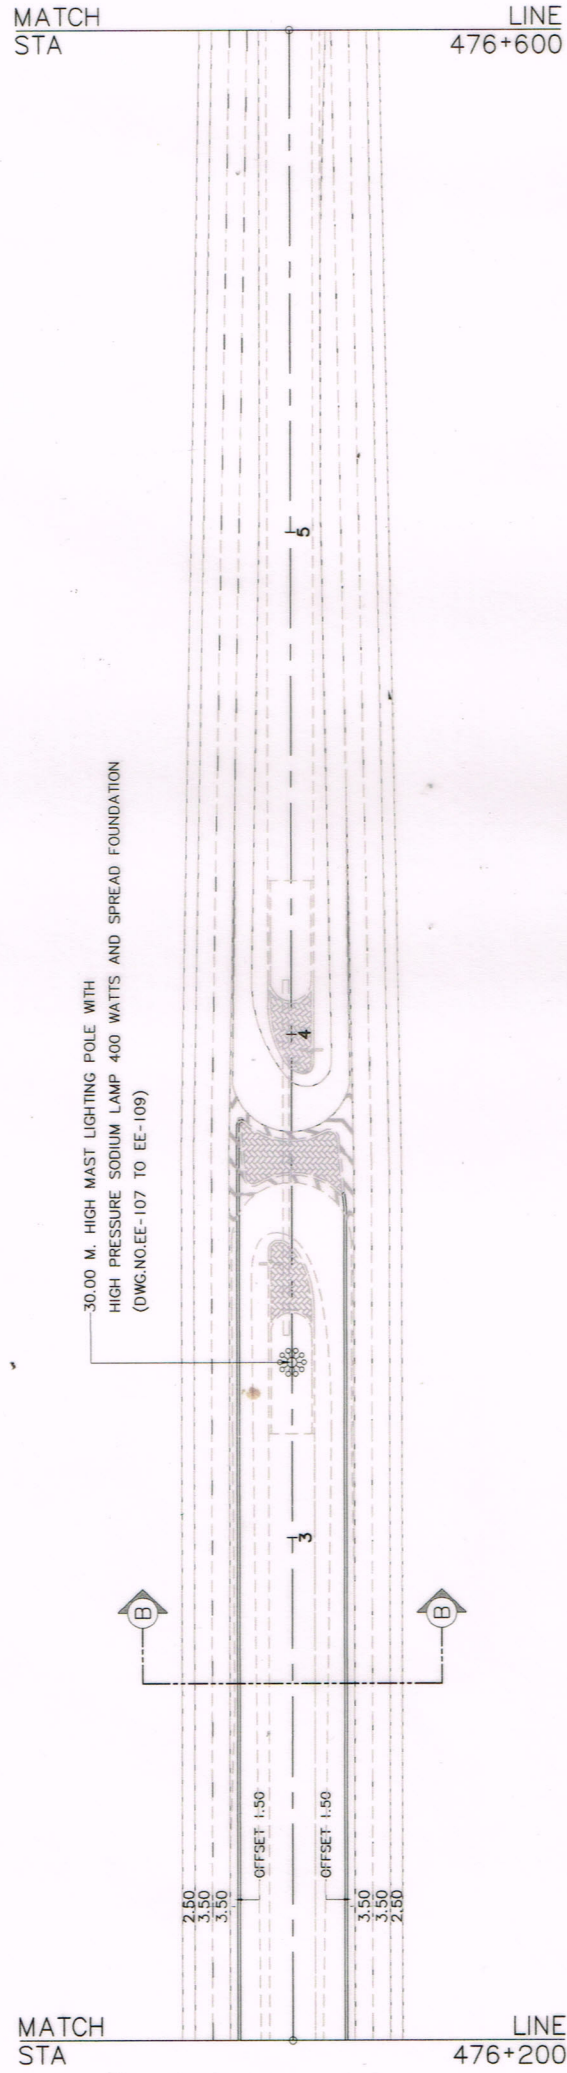 MATCH LINE
STA 476+600
5
30.00 M. HIGH MAST LIGHTING POLE WITH
HIGH PRESSURE SODIUM LAMP 400 WATTS AND SPREAD FOUNDATION
(DWG.NO.EE-107 TO EE-109)
4
3
B B
OFFSET 1.50
OFFSET 1.50
2.50
3.50
3.50
3.50
3.50
2.50
MATCH LINE
STA 476+200